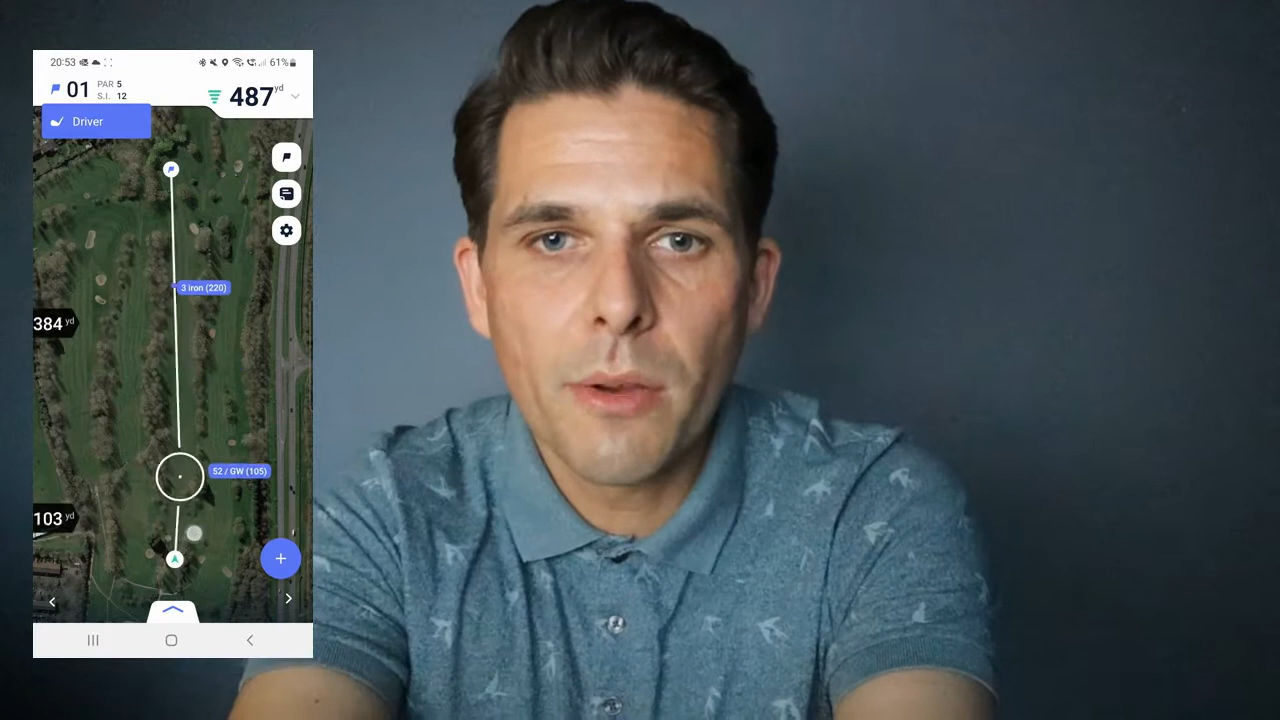 20:53 61%
01 PAR 5
S.I. 12
487 yd
Driver
3 Iron (220)
384 yd
52 / GW (105)
103 yd